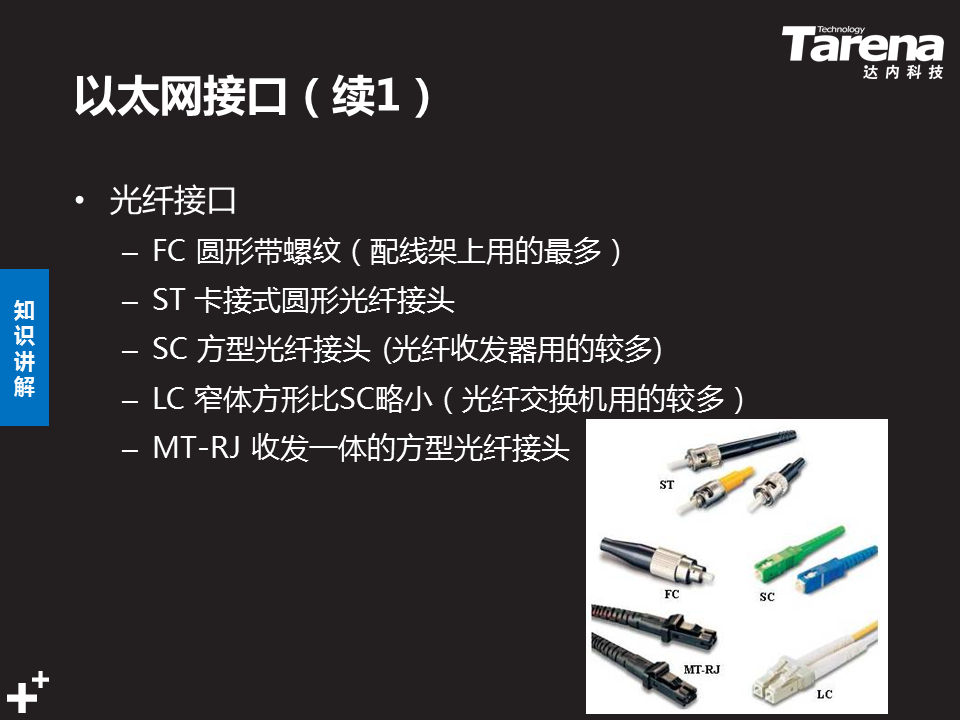 Technology
Tarena
达内科技
以太网接口（续1）
• 光纤接口
– FC 圆形带螺纹（配线架上用的最多）
– ST 卡接式圆形光纤接头
– SC 方型光纤接头 (光纤收发器用的较多)
– LC 窄体方形比SC略小（光纤交换机用的较多）
– MT-RJ 收发一体的方型光纤接头
知识讲解
ST
FC
SC
MT-RJ
LC